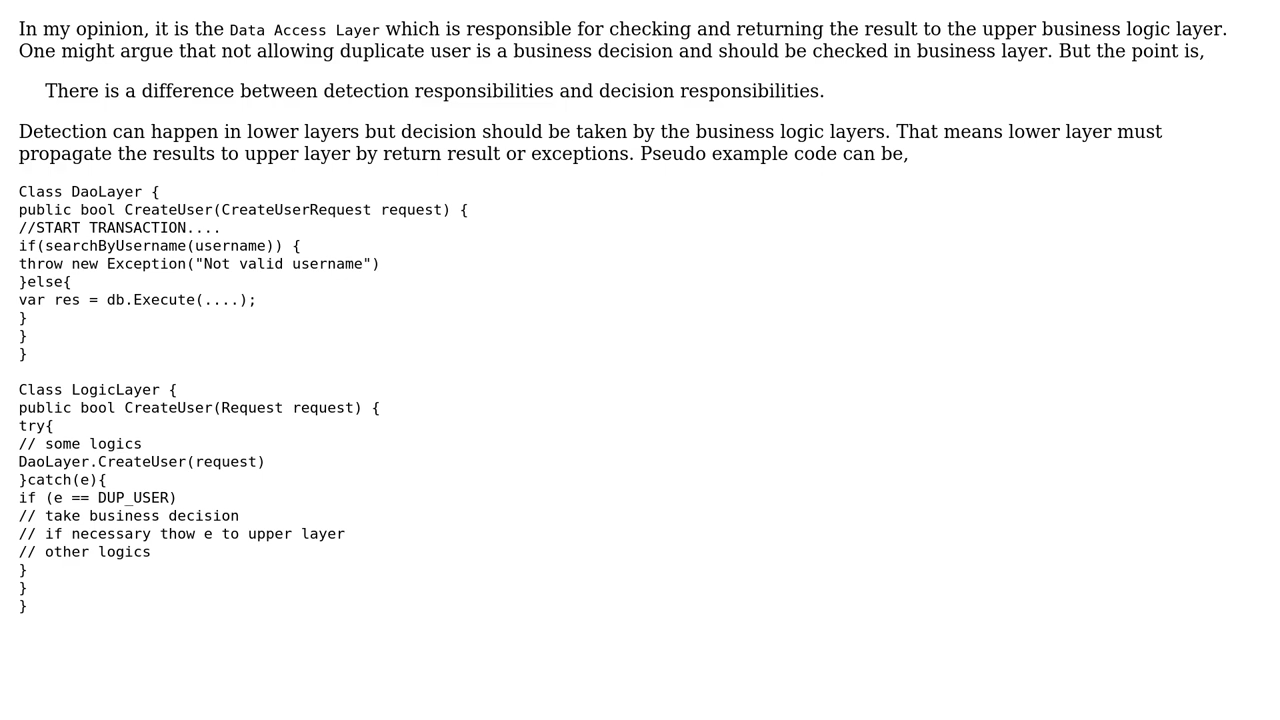 In my opinion, it is the Data Access Layer which is responsible for checking and returning the result to the upper business logic layer.
One might argue that not allowing duplicate user is a business decision and should be checked in business layer. But the point is,
There is a difference between detection responsibilities and decision responsibilities.
Detection can happen in lower layers but decision should be taken by the business logic layers. That means lower layer must
propagate the results to upper layer by return result or exceptions. Pseudo example code can be,
Class DaoLayer {
public bool CreateUser(CreateUserRequest request) {
//START TRANSACTION....
if(searchByUsername(username)) {
throw new Exception("Not valid username")
}else{
var res = db.Execute(....);
}
}
}
Class LogicLayer {
public bool CreateUser(Request request) {
try{
// some logics
DaoLayer.CreateUser(request)
}catch(e){
if (e == DUP_USER)
// take business decision
// if necessary thow e to upper layer
// other logics
}
}
}